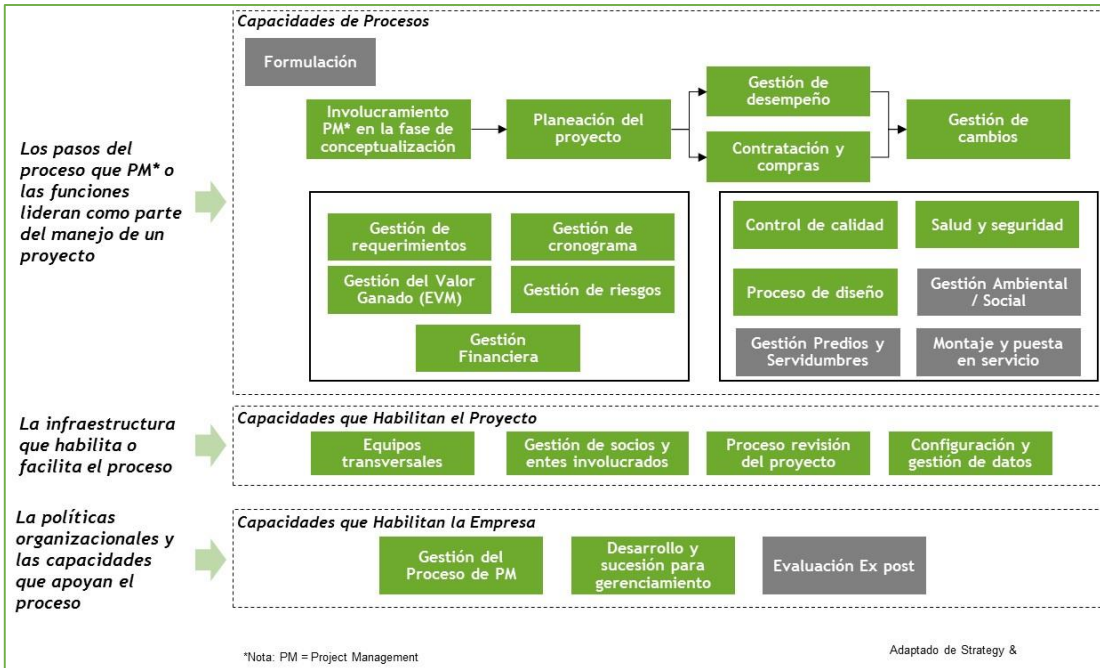 Capacidades de Procesos
Formulación
Involucramiento
PM* en la fase de
conceptualización
Planeación del
proyecto
Gestión de
desempeño
Contratación y
compras
Gestión de
cambios
Los pasos del
proceso que PM* o
las funciones
lideran como parte
del manejo de un
proyecto
Gestión de
requerimientos
Gestión de
cronograma
Gestión del Valor
Ganado (EVM)
Gestión de riesgos
Gestión
Financiera
Control de calidad
Salud y seguridad
Proceso de diseño
Gestión Ambiental
/ Social
Gestión Predios y
Servidumbres
Montaje y puesta
en servicio
La infraestructura
que habilita o
facilita el proceso
Capacidades que Habilitan el Proyecto
Equipos
transversales
Gestión de socios y
entes involucrados
Proceso revisión
del proyecto
Configuración y
gestión de datos
La políticas
organizacionales y
las capacidades
que apoyan el
proceso
Capacidades que Habilitan la Empresa
Gestión del
Proceso de PM
Desarrollo y
sucesión para
gerenciamiento
Evaluación Ex post
*Nota: PM = Project Management
Adaptado de Strategy &